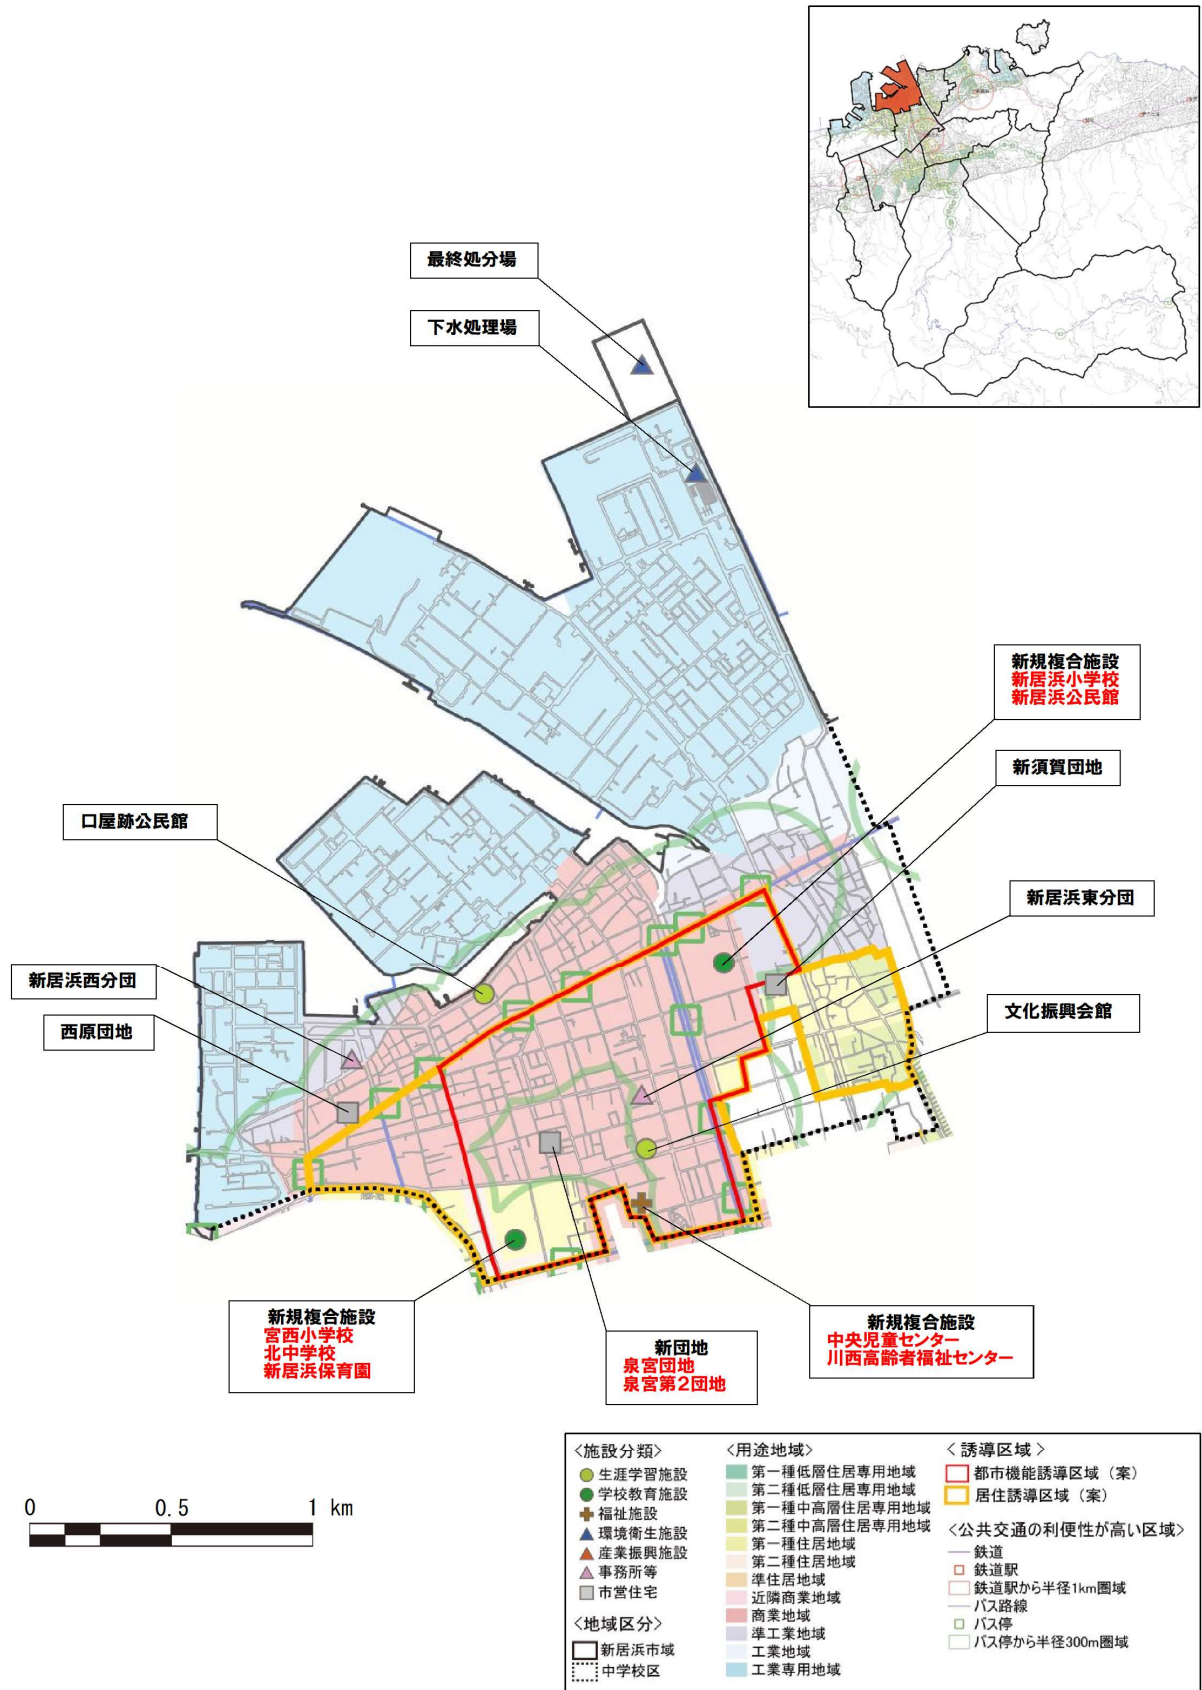 最終処分場
下水処理場
新規複合施設
新居浜小学校
新居浜公民館
新須賀団地
口屋跡公民館
新居浜東分団
新居浜西分団
文化振興会館
西原団地
新規複合施設
宮西小学校
北中学校
新居浜保育園
新団地
泉宮団地
泉宮第2団地
新規複合施設
中央児童センター
川西高齢者福祉センター
0 0.5 1 km
〈施設分類〉
生涯学習施設
学校教育施設
福祉施設
環境衛生施設
産業振興施設
事務所等
市営住宅
〈地域区分〉
新居浜市域
中学校区
〈用途地域〉
第一種低層住居専用地域
第二種低層住居専用地域
第一種中高層住居専用地域
第二種中高層住居専用地域
第一種住居地域
第二種住居地域
準住居地域
近隣商業地域
商業地域
準工業地域
工業地域
工業専用地域
〈誘導区域〉
都市機能誘導区域（案）
居住誘導区域（案）
〈公共交通の利便性が高い区域〉
鉄道
鉄道駅
鉄道駅から半径1km圏域
バス路線
バス停
バス停から半径300m圏域